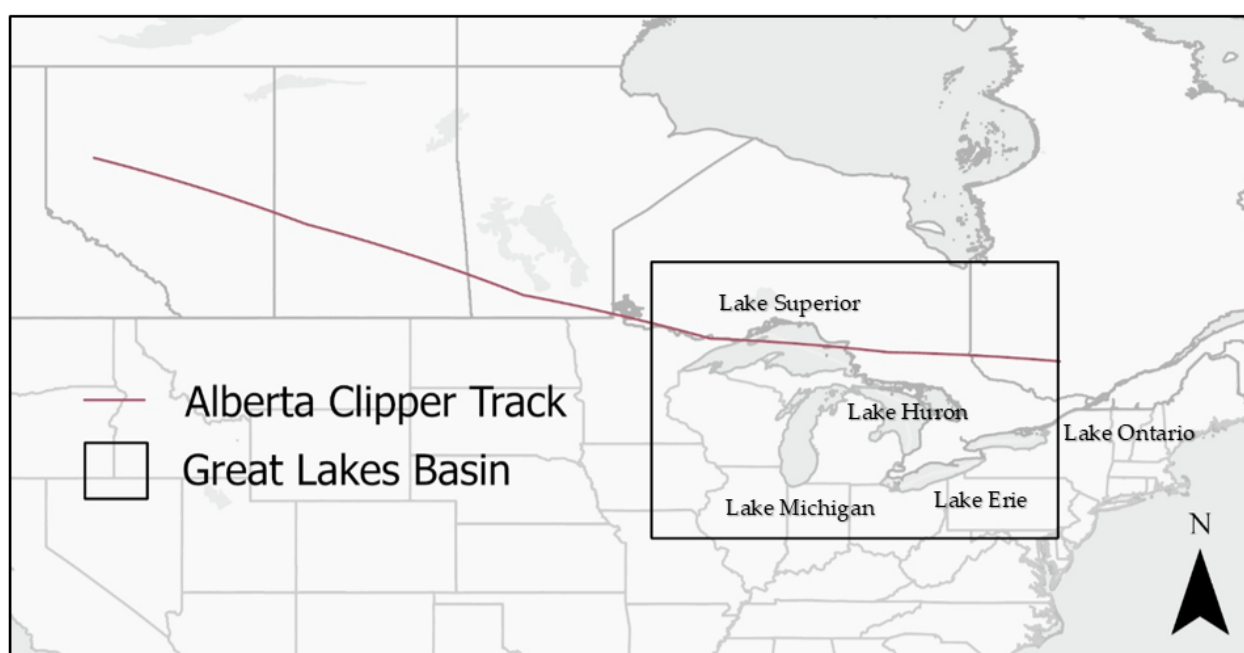 Lake Superior
Alberta Clipper Track
Lake Huron
Lake Ontario
Great Lakes Basin
Lake Michigan
Lake Erie
N